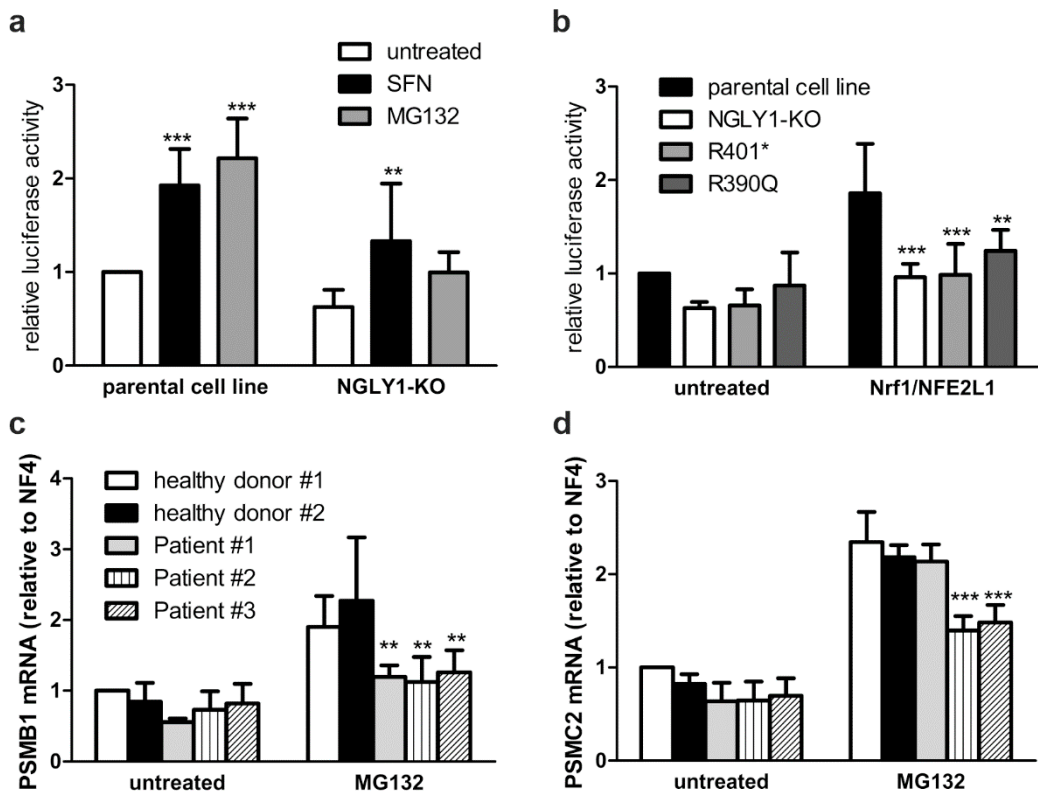 a
untreated
SFN
MG132
relative luciferase activity
3
2
1
0
***
***
**
parental cell line
NGLY1-KO
b
parental cell line
NGLY1-KO
R401*
R390Q
relative luciferase activity
3
2
1
0
***
***
**
untreated
Nrf1/NFE2L1
c
healthy donor #1
healthy donor #2
Patient #1
Patient #2
Patient #3
PSMB1 mRNA (relative to NF4)
4
3
2
1
0
**
**
**
untreated
MG132
d
PSMC2 mRNA (relative to NF4)
3
2
1
0
***
***
untreated
MG132